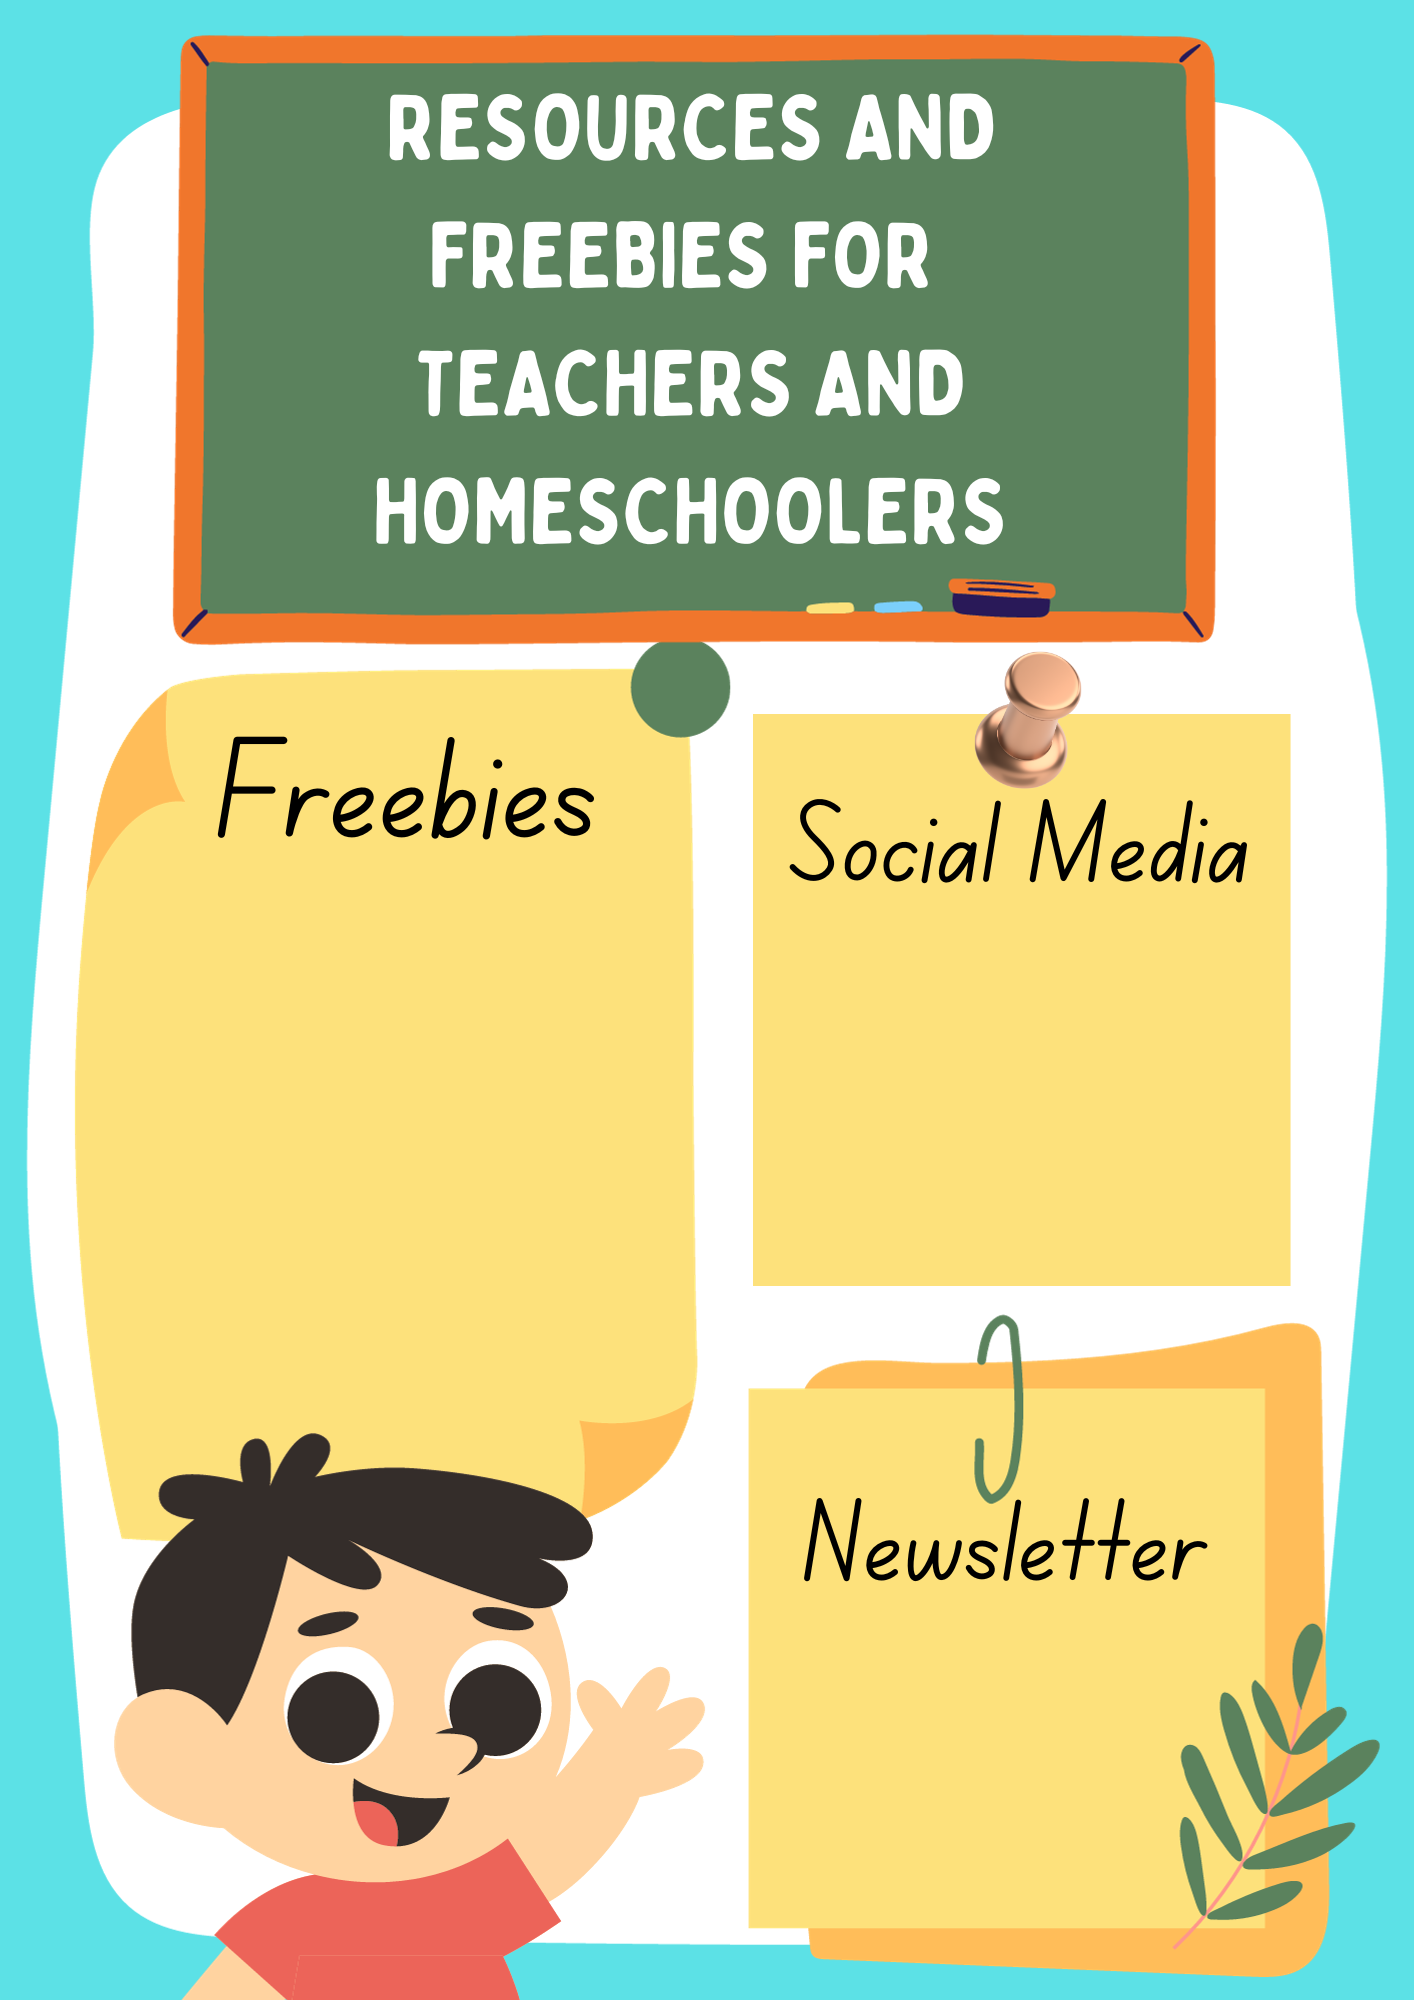 RESOURCES AND
FREEBIES FOR
TEACHERS AND
HOMESCHOOLERS
Freebies
Social Media
Newsletter